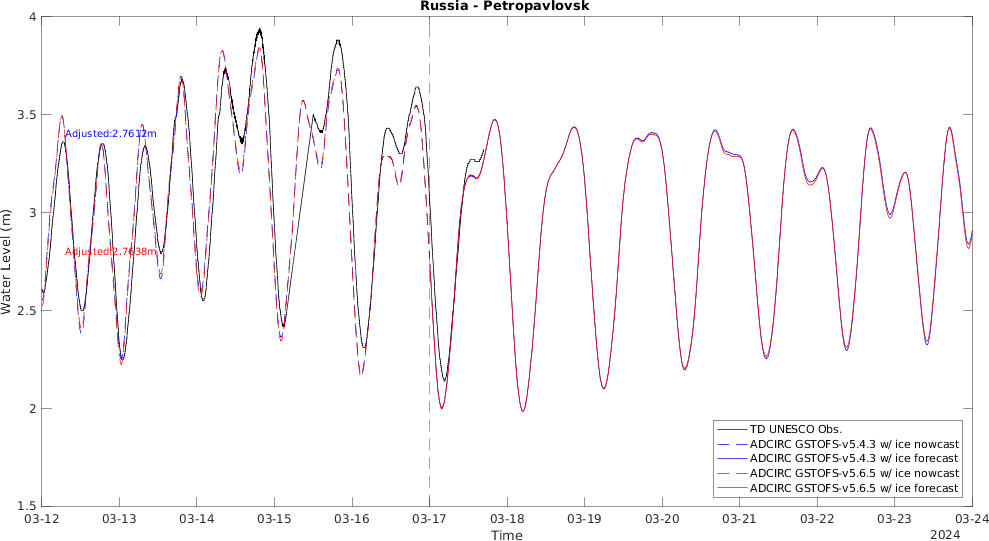 Russia - Petropavlovsk
4
3.5
3
2.5
2
1.5
Water Level (m)
Adjusted:2.7612m
Adjusted:2.7638m
TD UNESCO Obs.
ADCIRC GSTOFS-v5.4.3 w/ ice nowcast
ADCIRC GSTOFS-v5.4.3 w/ ice forecast
ADCIRC GSTOFS-v5.6.5 w/ ice nowcast
ADCIRC GSTOFS-v5.6.5 w/ ice forecast
03-12 03-13 03-14 03-15 03-16 03-17 03-18 03-19 03-20 03-21 03-22 03-23 03-24
Time
2024